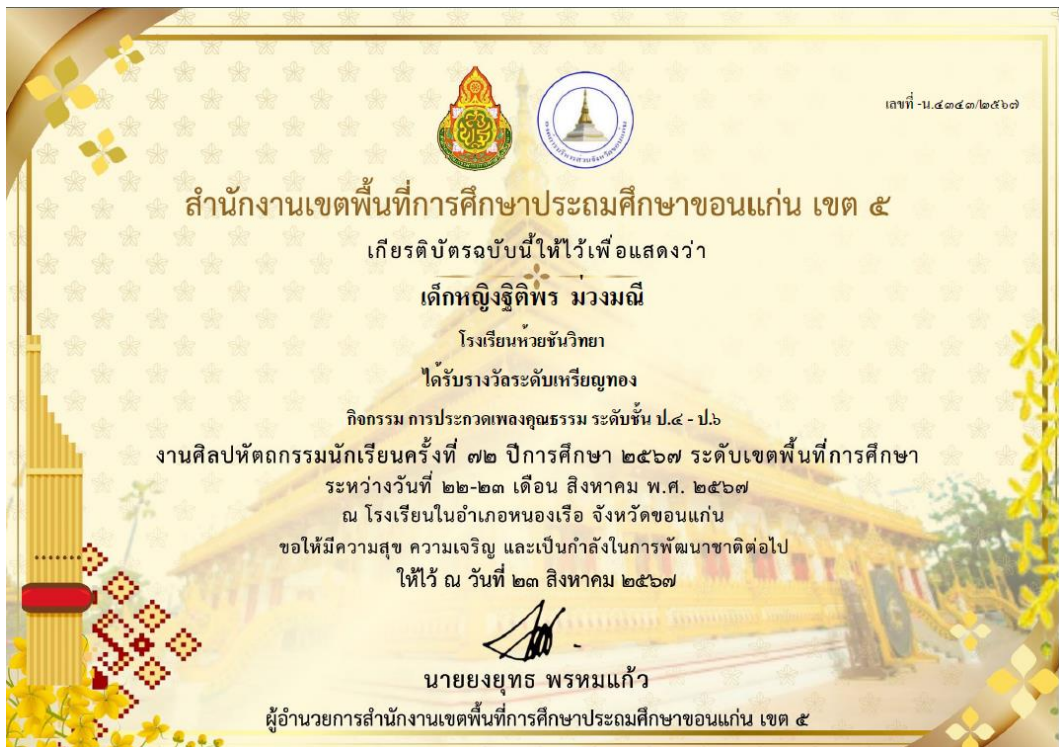 เลขที่ -น.๔๓๔๓/๒๕๖๗
สำนักงานเขตพื้นที่การศึกษาประถมศึกษาขอนแก่น เขต ๕
เกียรติบัตรฉบับนี้ให้ไว้เพื่อแสดงว่า
เด็กหญิงฐิติพร ม่วงมณี
โรงเรียนห้วยชันวิทยา
ได้รับรางวัลระดับเหรียญทอง
กิจกรรม การประกวดเพลงคุณธรรม ระดับชั้น ป.๔ - ป.๖
งานศิลปหัตถกรรมนักเรียนครั้งที่ ๗๒ ปีการศึกษา ๒๕๖๗ ระดับเขตพื้นที่การศึกษา
ระหว่างวันที่ ๒๒-๒๓ เดือน สิงหาคม พ.ศ. ๒๕๖๗
ณ โรงเรียนในอำเภอหนองเรือ จังหวัดขอนแก่น
ขอให้มีความสุข ความเจริญ และเป็นกำลังในการพัฒนาชาติต่อไป
ให้ไว้ ณ วันที่ ๒๓ สิงหาคม ๒๕๖๗
นายยงยุทธ พรหมแก้ว
ผู้อำนวยการสำนักงานเขตพื้นที่การศึกษาประถมศึกษาขอนแก่น เขต ๕